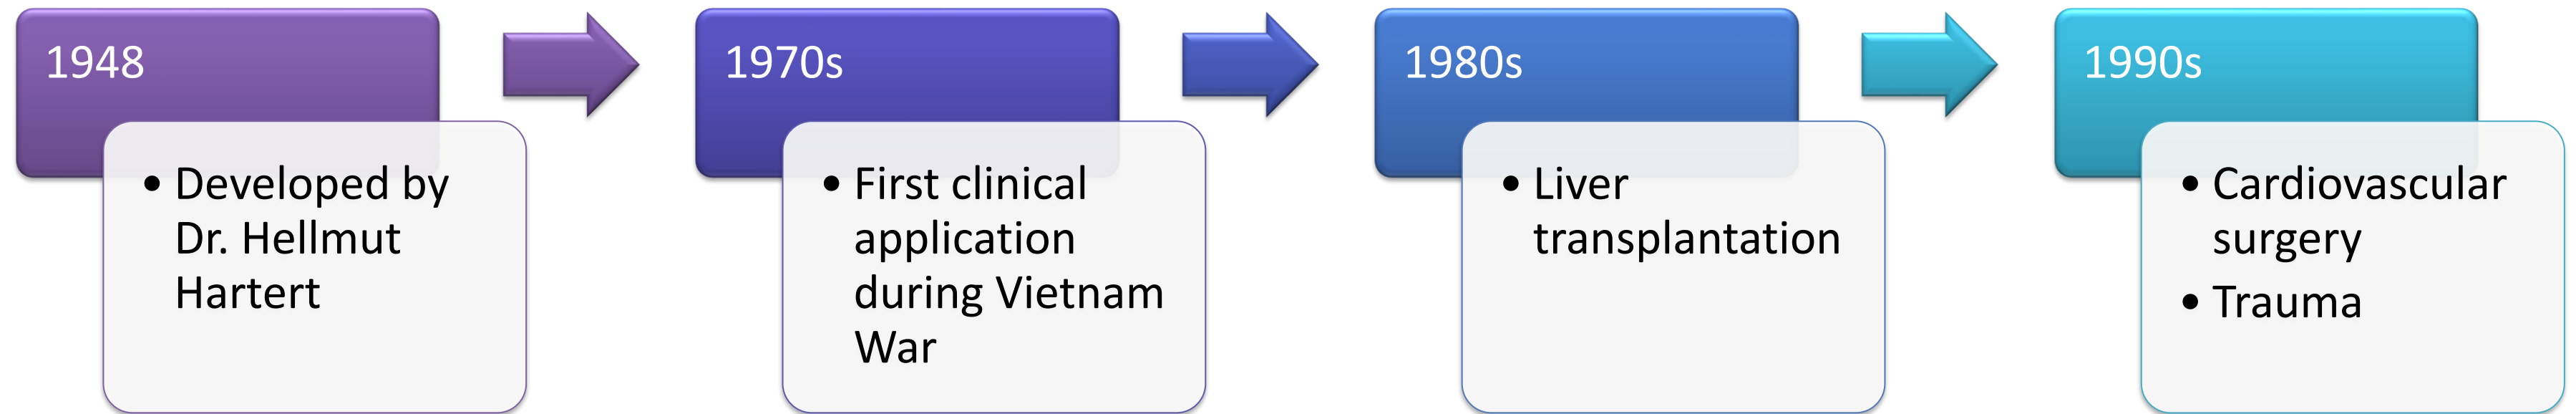 1948
• Developed by
Dr. Hellmut
Hartert
1970s
• First clinical
application
during Vietnam
War
1980s
• Liver
transplantation
1990s
• Cardiovascular
surgery
• Trauma